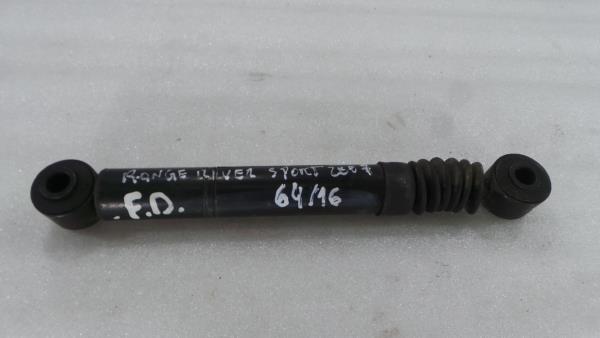 RANGE ROVER SPORT 2007
.F.D. 64/16